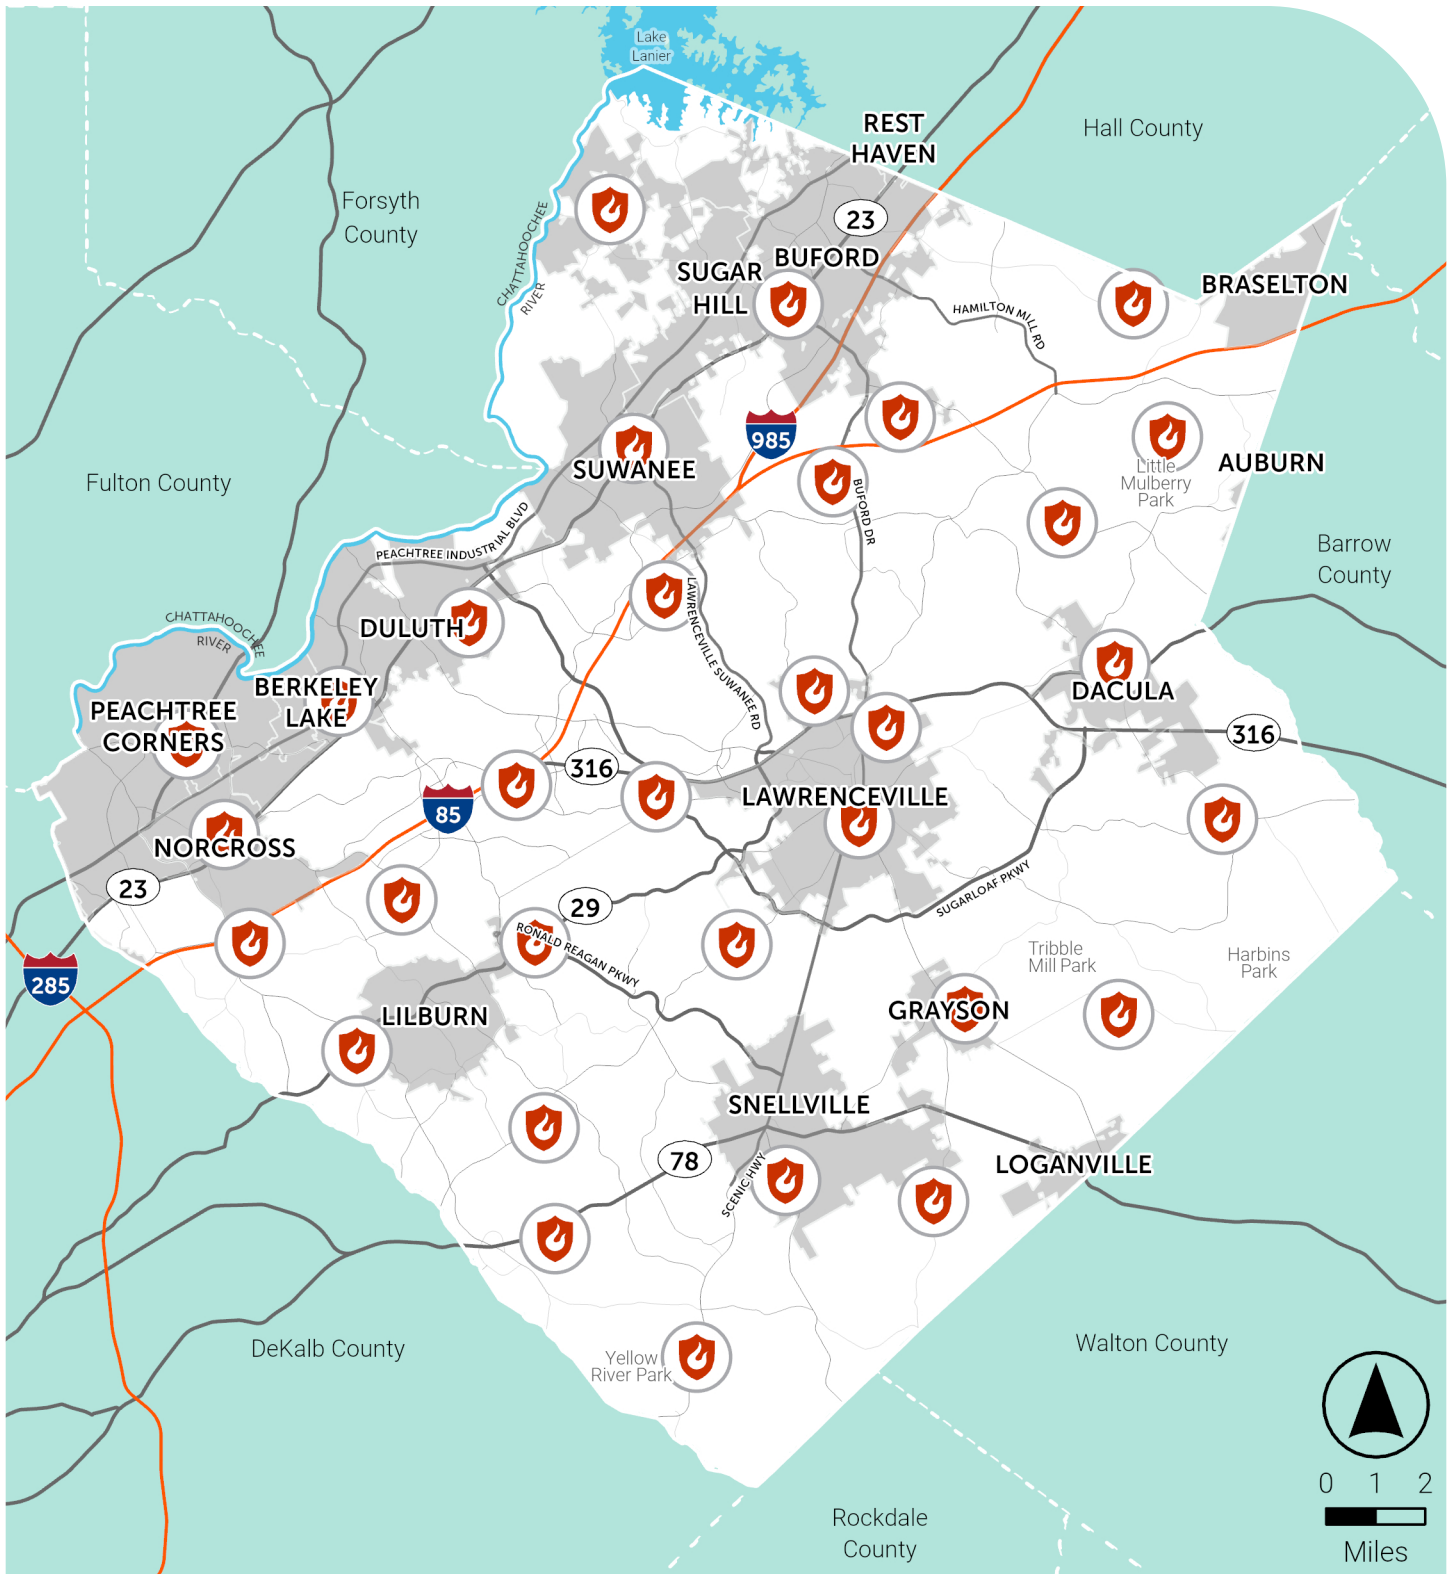 Lake
Lanier
REST
HAVEN
Hall County
Forsyth
County
CHATTAHOOCHEE
RIVER
23
BUFORD
SUGAR
HILL
BRASELTON
HAMILTON MILL RD
985
SUWANEE
Little
Mulberry
Park
AUBURN
Fulton County
BUFORD DR
PEACHTREE INDUSTRIAL BLVD
Barrow
County
LAWRENCEVILLE SUWANEE RD
CHATTAHOOCHEE
RIVER
DULUTH
BERKELEY
LAKE
PEACHTREE
CORNERS
DACULA
316
316
LAWRENCEVILLE
85
NORCROSS
23
29
SUGARLOAF PKWY
RONALD REAGAN PKWY
Tribble
Mill Park
Harbins
Park
285
LILBURN
GRAYSON
SNELLVILLE
78
SCENIC HWY
LOGANVILLE
DeKalb County
Yellow
River Park
Walton County
Rockdale
County
0 1 2
Miles